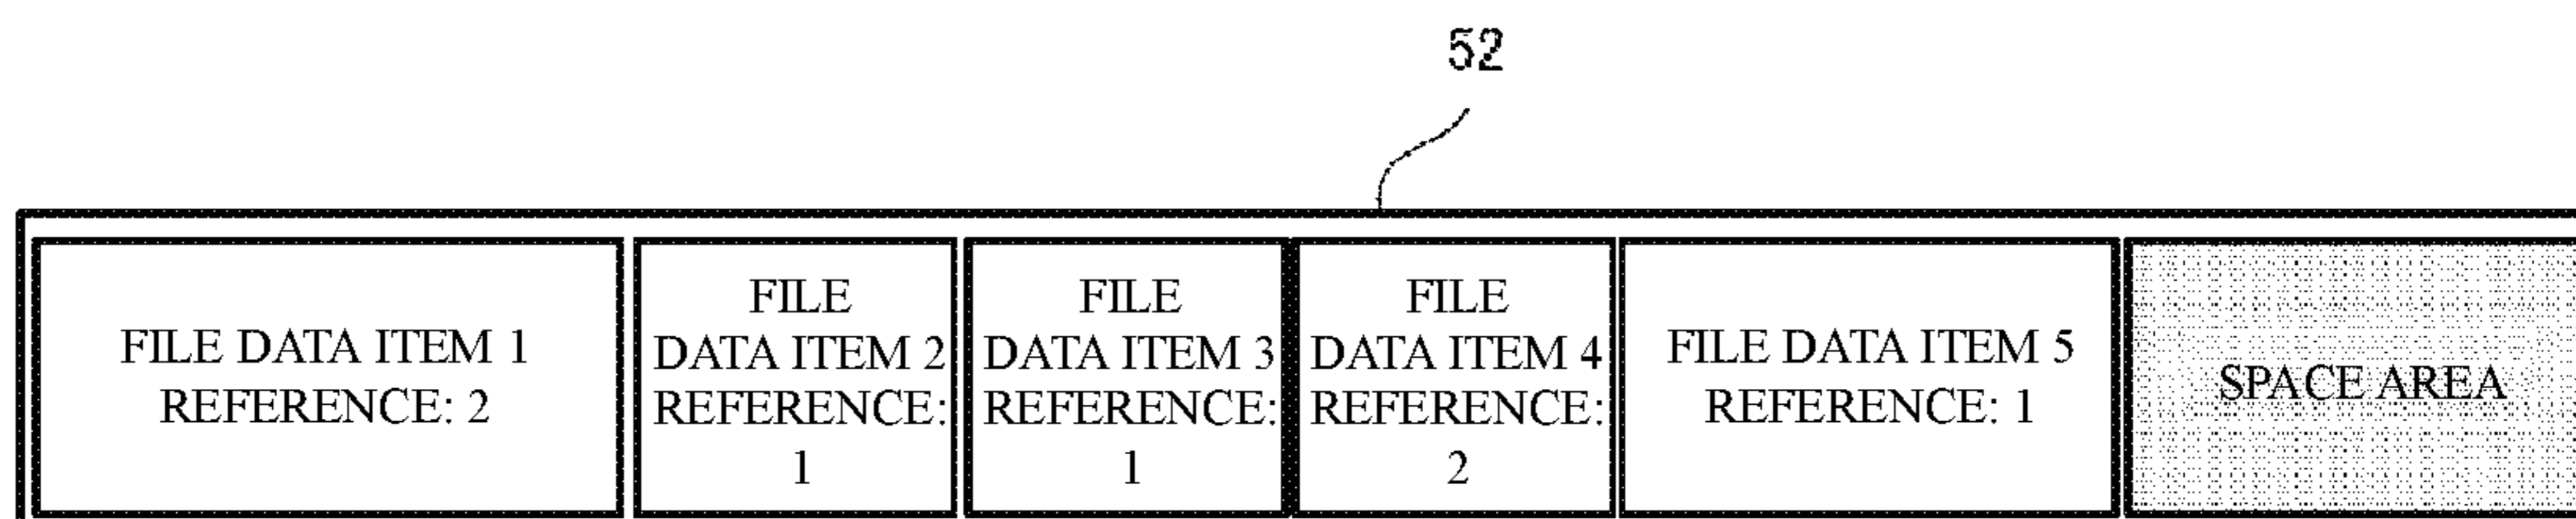 52
FILE DATA ITEM 1
REFERENCE: 2
FILE
DATA ITEM 2
REFERENCE:
1
FILE
DATA ITEM 3
REFERENCE:
1
FILE
DATA ITEM 4
REFERENCE:
2
FILE DATA ITEM 5
REFERENCE: 1
SPACE AREA